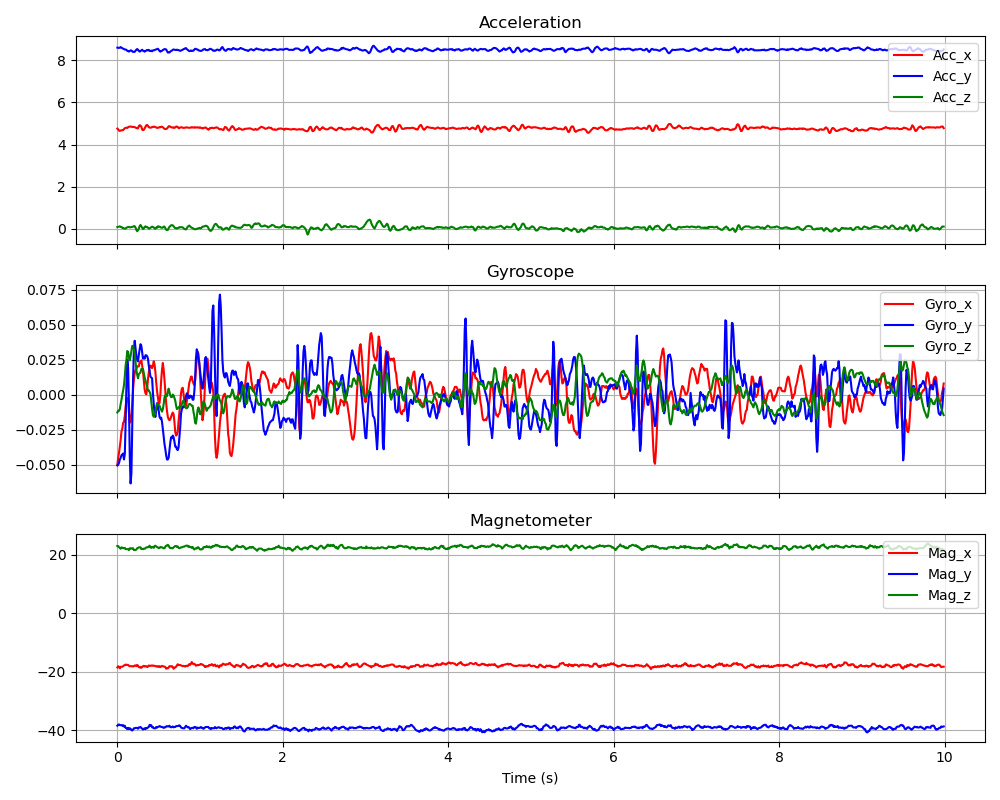 Acceleration
8
6
4
2
0
Acc_x
Acc_y
Acc_z
Gyroscope
0.075
0.050
0.025
0.000
−0.025
−0.050
Gyro_x
Gyro_y
Gyro_z
Magnetometer
20
0
−20
−40
Mag_x
Mag_y
Mag_z
0 2 4 6 8 10
Time (s)